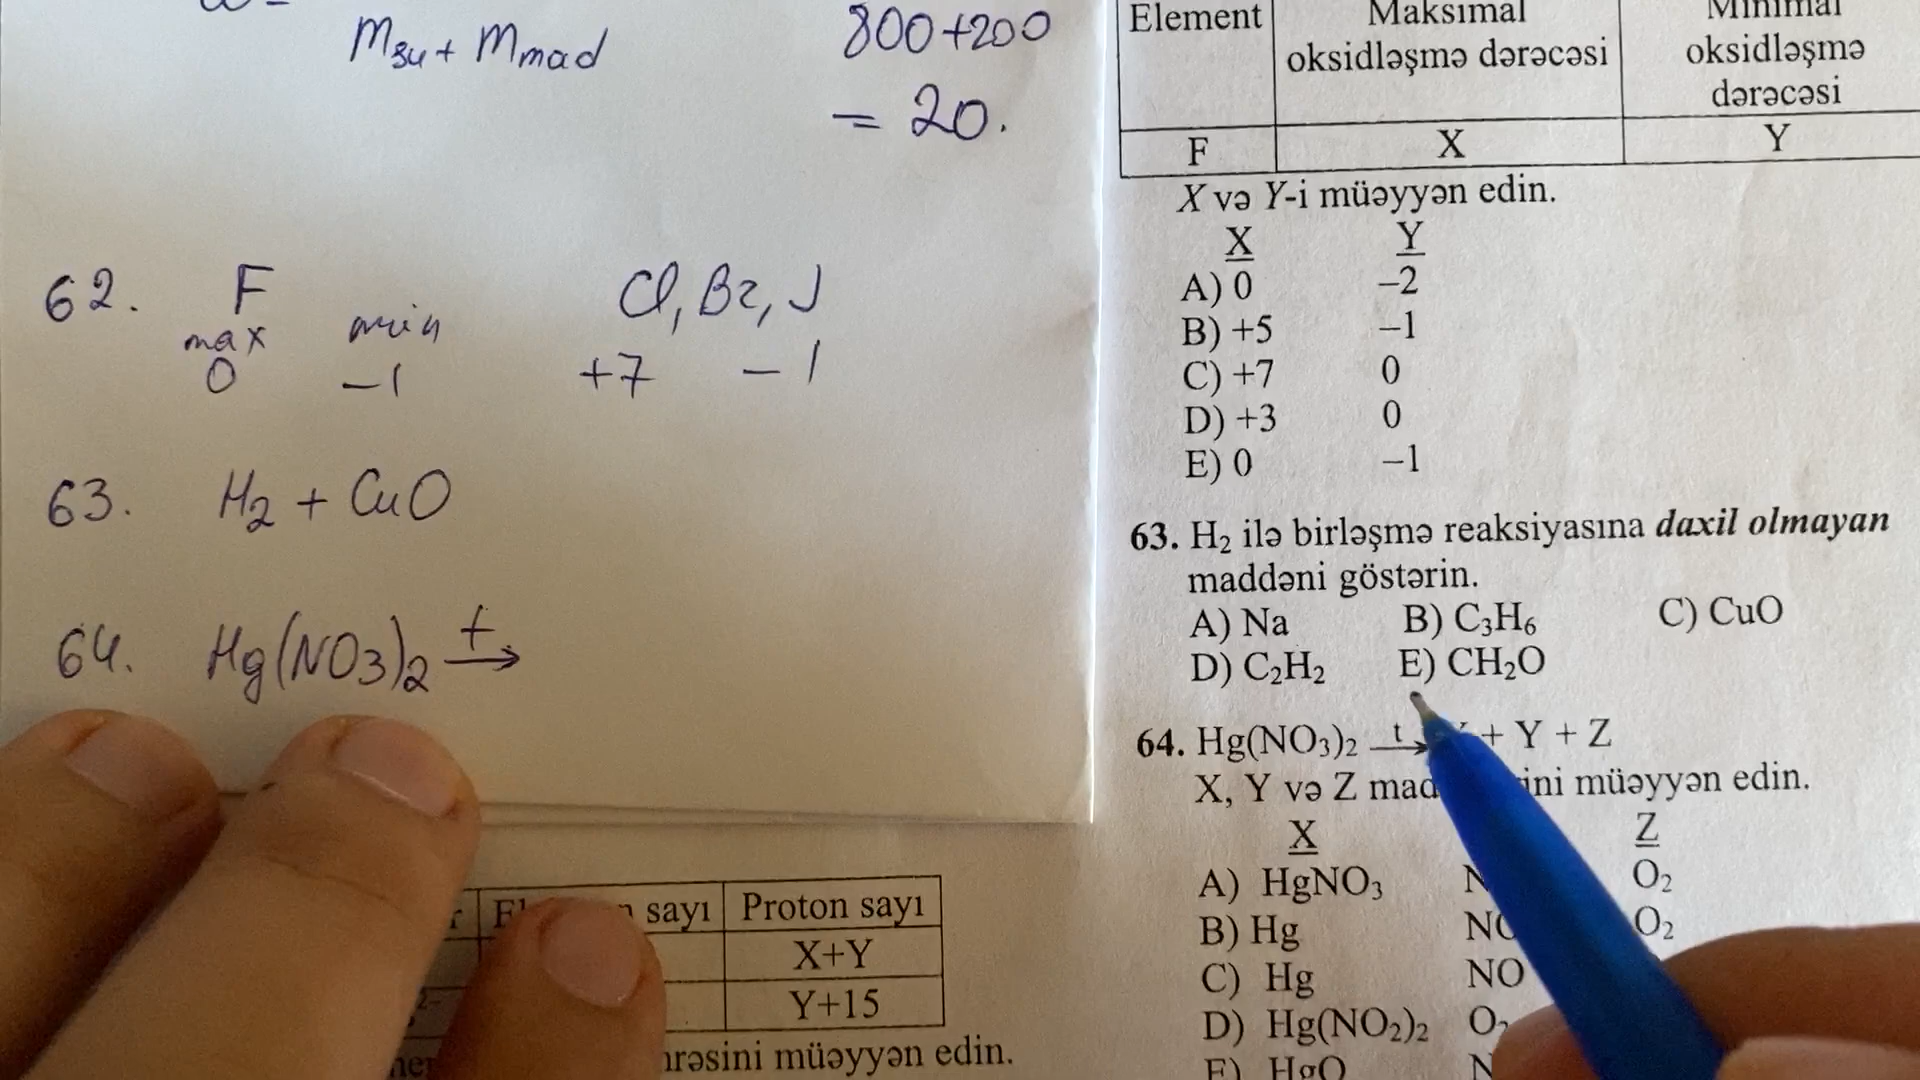 m su + m mad
800+200
= 20.
62. F Cl, Br, J
max min
0 -1 +7 -1
63. H₂ + CuO
64. Hg(NO3)₂ t→
sayı Proton sayı
X+Y
Y+15
müəyyən edin.
Element Maksimal oksidləşmə dərəcəsi Minimal oksidləşmə dərəcəsi
F X Y
X və Y-i müəyyən edin.
X Y
A) 0 –2
B) +5 –1
C) +7 0
D) +3 0
E) 0 –1
63. H₂ ilə birləşmə reaksiyasına daxil olmayan
maddəni göstərin.
A) Na B) C₃H₆ C) CuO
D) C₂H₂ E) CH₂O
64. Hg(NO₃)₂ t→ + Y + Z
X, Y və Z müəyyən edin.
X Z
A) HgNO₃ O₂
B) Hg O₂
C) Hg NO
D) Hg(NO₂)₂
E) HgO